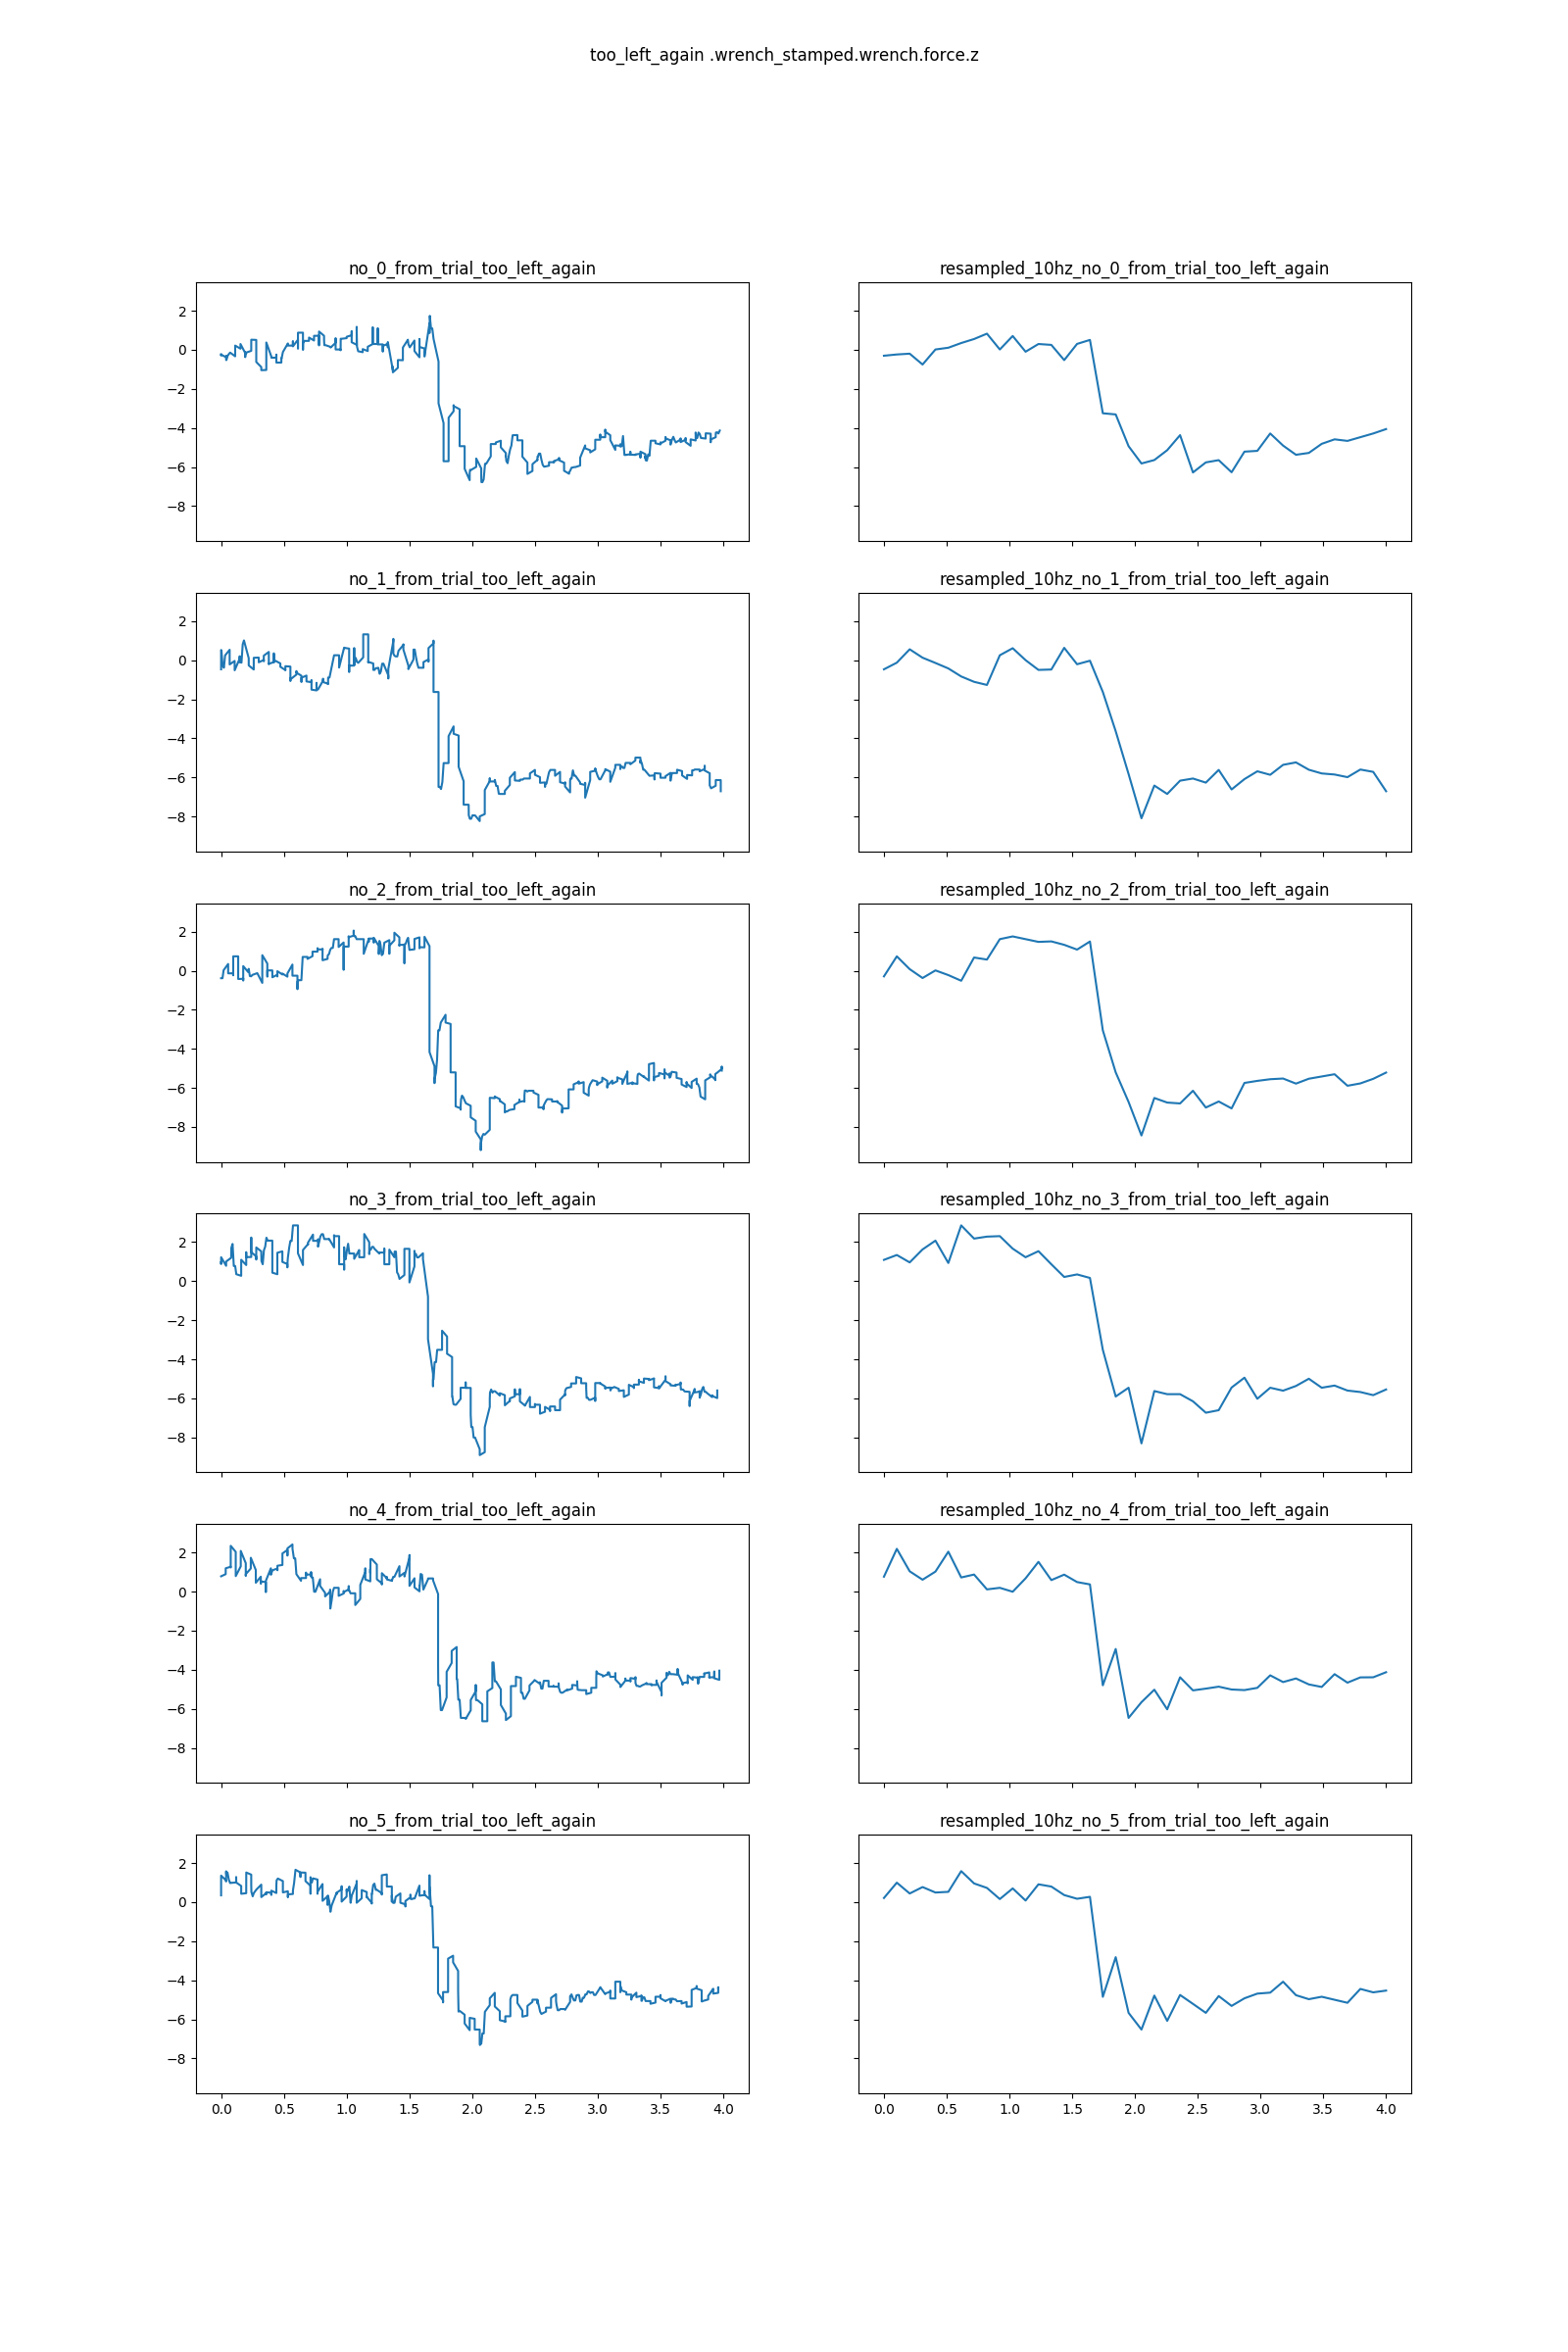 too_left_again .wrench_stamped.wrench.force.z
no_0_from_trial_too_left_again
resampled_10hz_no_0_from_trial_too_left_again
2
0
−2
−4
−6
−8
no_1_from_trial_too_left_again
resampled_10hz_no_1_from_trial_too_left_again
2
0
−2
−4
−6
−8
no_2_from_trial_too_left_again
resampled_10hz_no_2_from_trial_too_left_again
2
0
−2
−4
−6
−8
no_3_from_trial_too_left_again
resampled_10hz_no_3_from_trial_too_left_again
2
0
−2
−4
−6
−8
no_4_from_trial_too_left_again
resampled_10hz_no_4_from_trial_too_left_again
2
0
−2
−4
−6
−8
no_5_from_trial_too_left_again
resampled_10hz_no_5_from_trial_too_left_again
2
0
−2
−4
−6
−8
0.0 0.5 1.0 1.5 2.0 2.5 3.0 3.5 4.0
0.0 0.5 1.0 1.5 2.0 2.5 3.0 3.5 4.0